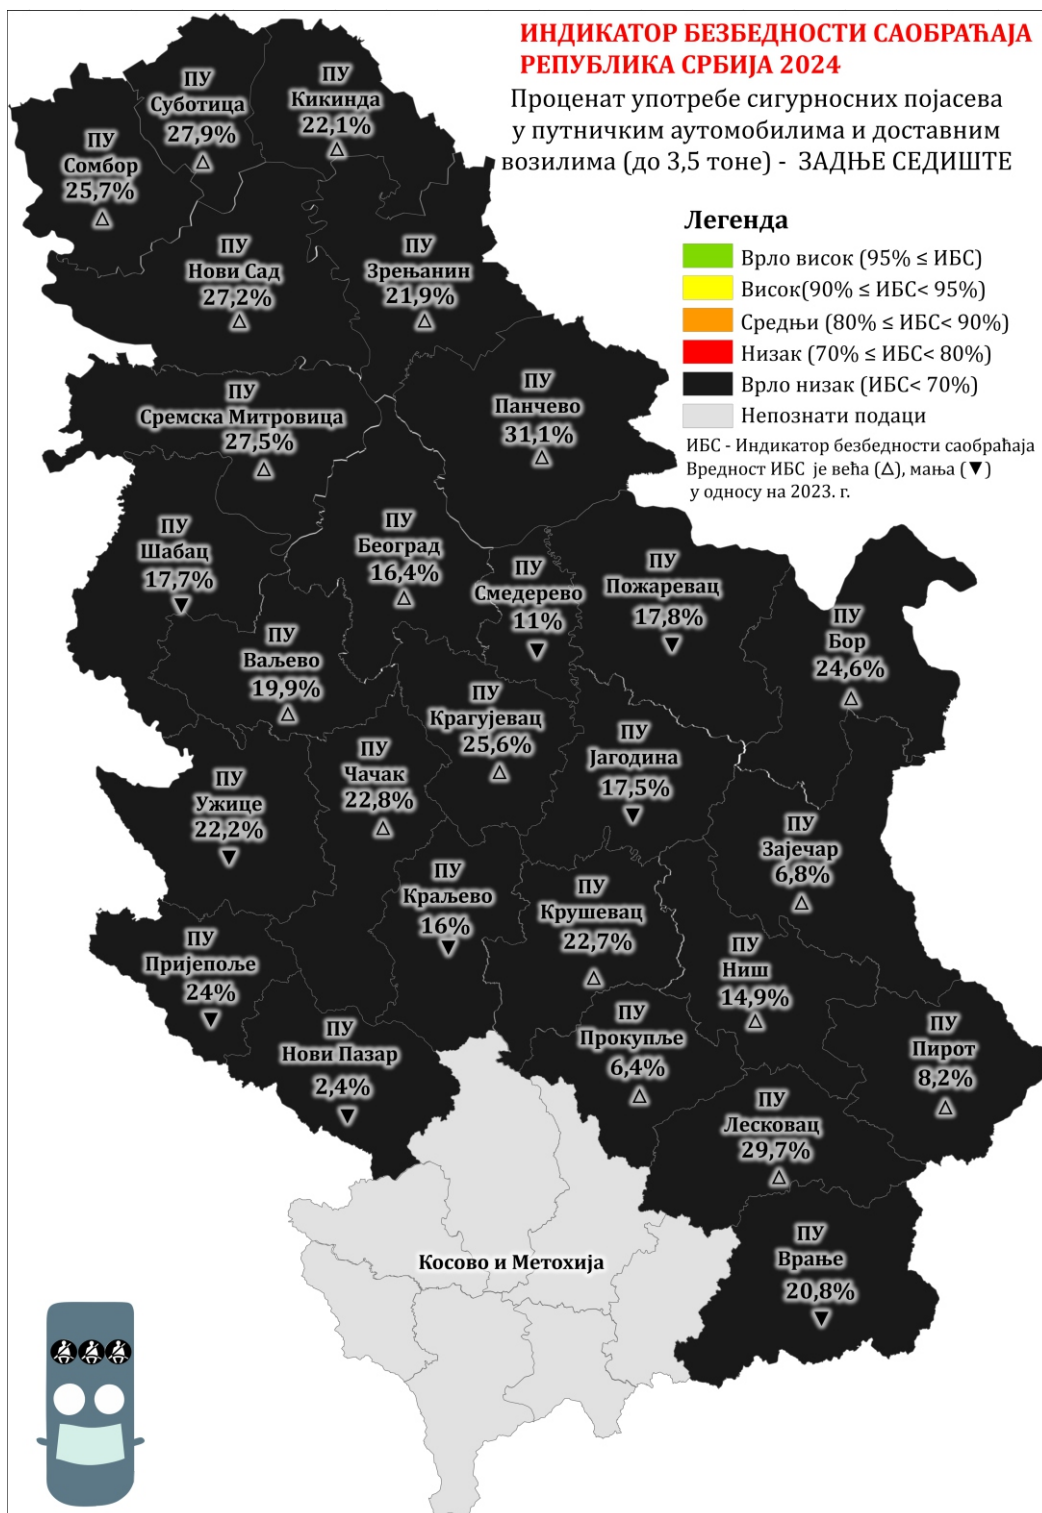 ИНДИКАТОР БЕЗБЕДНОСТИ САОБРАЋАЈА
РЕПУБЛИКА СРБИЈА 2024
Проценат употребе сигурносних појасева
у путничким аутомобилима и доставним
возилима (до 3,5 тоне) - ЗАДЊЕ СЕДИШТЕ
Легенда
Врло висок (95% ≤ ИБС)
Висок(90% ≤ ИБС< 95%)
Средњи (80% ≤ ИБС< 90%)
Низак (70% ≤ ИБС< 80%)
Врло низак (ИБС< 70%)
Непознати подаци
ИБС - Индикатор безбедности саобраћаја
Вредност ИБС је већа (△), мања (▼)
у односу на 2023. г.
ПУ
Суботица
27,9%
△
ПУ
Кикинда
22,1%
△
ПУ
Сомбор
25,7%
△
ПУ
Нови Сад
27,2%
△
ПУ
Зрењанин
21,9%
△
ПУ
Сремска Митровица
27,5%
△
ПУ
Панчево
31,1%
△
ПУ
Шабац
17,7%
▼
ПУ
Београд
16,4%
△
ПУ
Смедерево
11%
▼
ПУ
Пожаревац
17,8%
▼
ПУ
Бор
24,6%
△
ПУ
Ваљево
19,9%
△
ПУ
Крагујевац
25,6%
△
ПУ
Јагодина
17,5%
▼
ПУ
Чачак
22,8%
△
ПУ
Ужице
22,2%
▼
ПУ
Зајечар
6,8%
△
ПУ
Краљево
16%
▼
ПУ
Крушевац
22,7%
△
ПУ
Ниш
14,9%
△
ПУ
Пријепоље
24%
▼
ПУ
Нови Пазар
2,4%
▼
ПУ
Прокупље
6,4%
△
ПУ
Пирот
8,2%
△
ПУ
Лесковац
29,7%
△
ПУ
Врање
20,8%
▼
Косово и Метохија